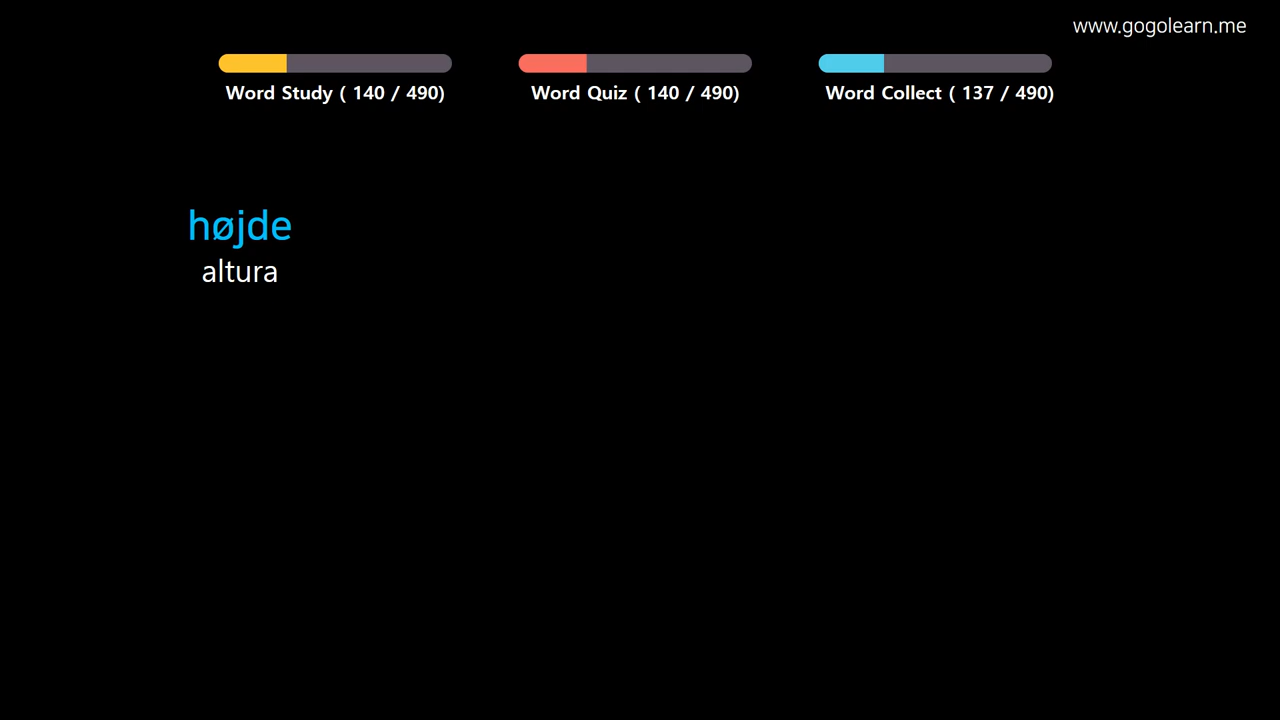 www.gogolearn.me
Word Study ( 140 / 490)
Word Quiz ( 140 / 490)
Word Collect ( 137 / 490)
højde
altura